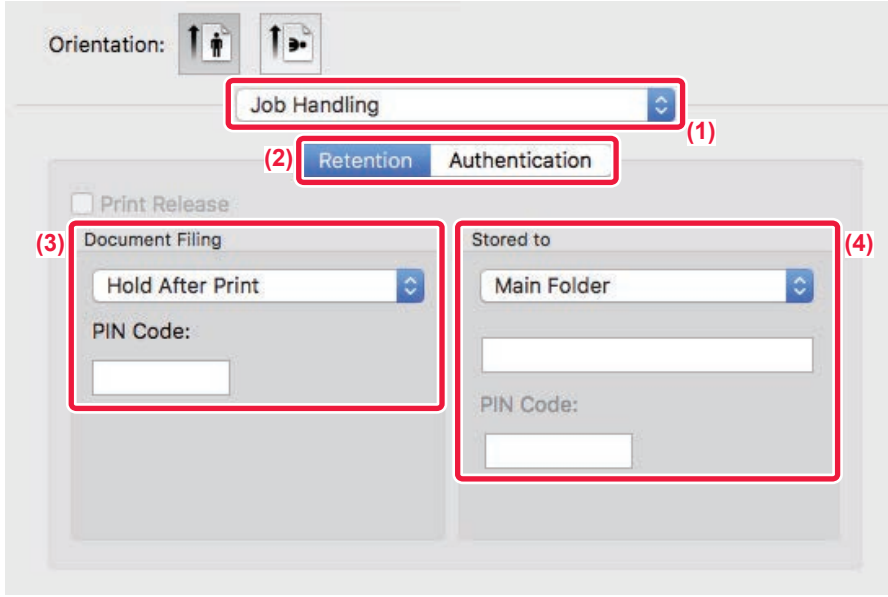 Orientation:
Job Handling
(1)
(2) Retention Authentication
Print Release
(3) Document Filing
Stored to (4)
Hold After Print
Main Folder
PIN Code:
PIN Code: